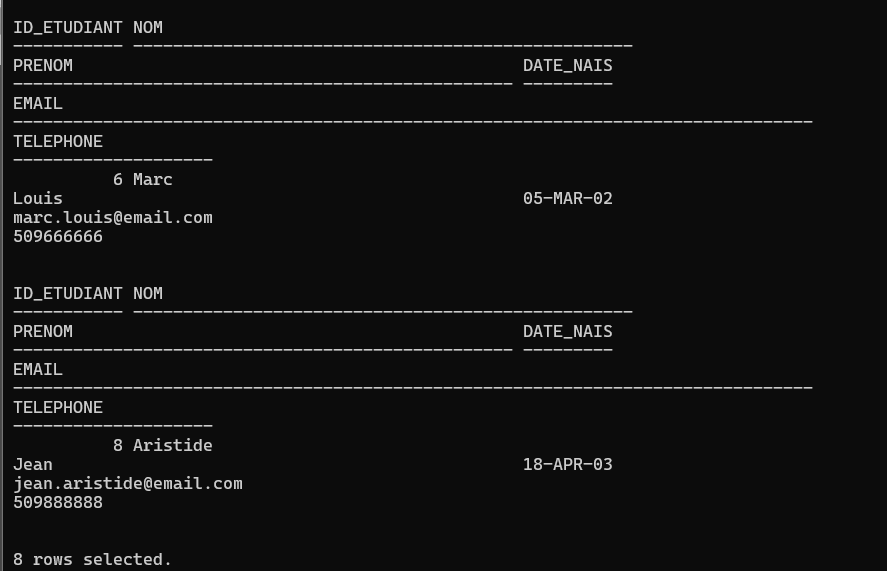 ID_ETUDIANT NOM
----------- --------------------------------------------------
PRENOM                                             DATE_NAIS
-------------------------------------------------- ---------
EMAIL
--------------------------------------------------------------------------------
TELEPHONE
--------------------
          6 Marc
Louis                                              05-MAR-02
marc.louis@email.com
509666666

ID_ETUDIANT NOM
----------- --------------------------------------------------
PRENOM                                             DATE_NAIS
-------------------------------------------------- ---------
EMAIL
--------------------------------------------------------------------------------
TELEPHONE
--------------------
          8 Aristide
Jean                                               18-APR-03
jean.aristide@email.com
509888888

8 rows selected.